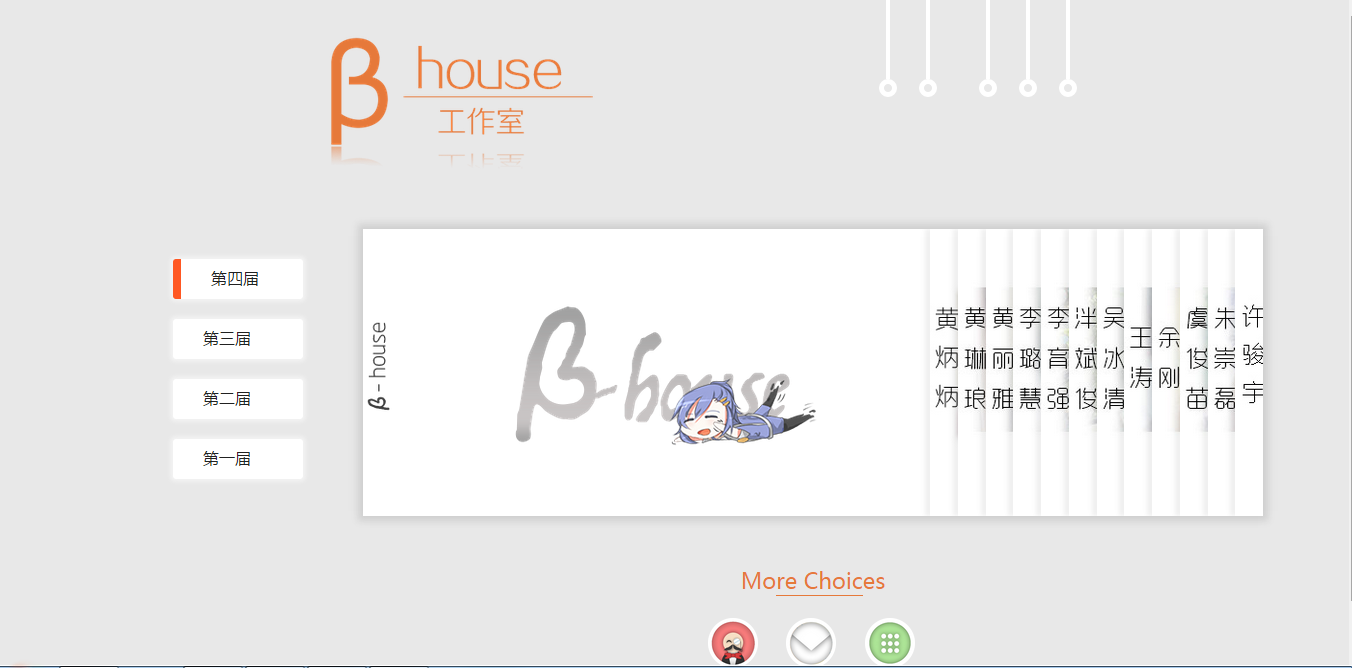 β house
工作室
第四届
第三届
第二届
第一届
β - house
β-house
黄炳炳
黄琳琅
黄丽雅
李璐慧
李言强
泮斌俊
吴冰清
王涛
余刚
虞俊苗
朱崇磊
许骏宇
More Choices